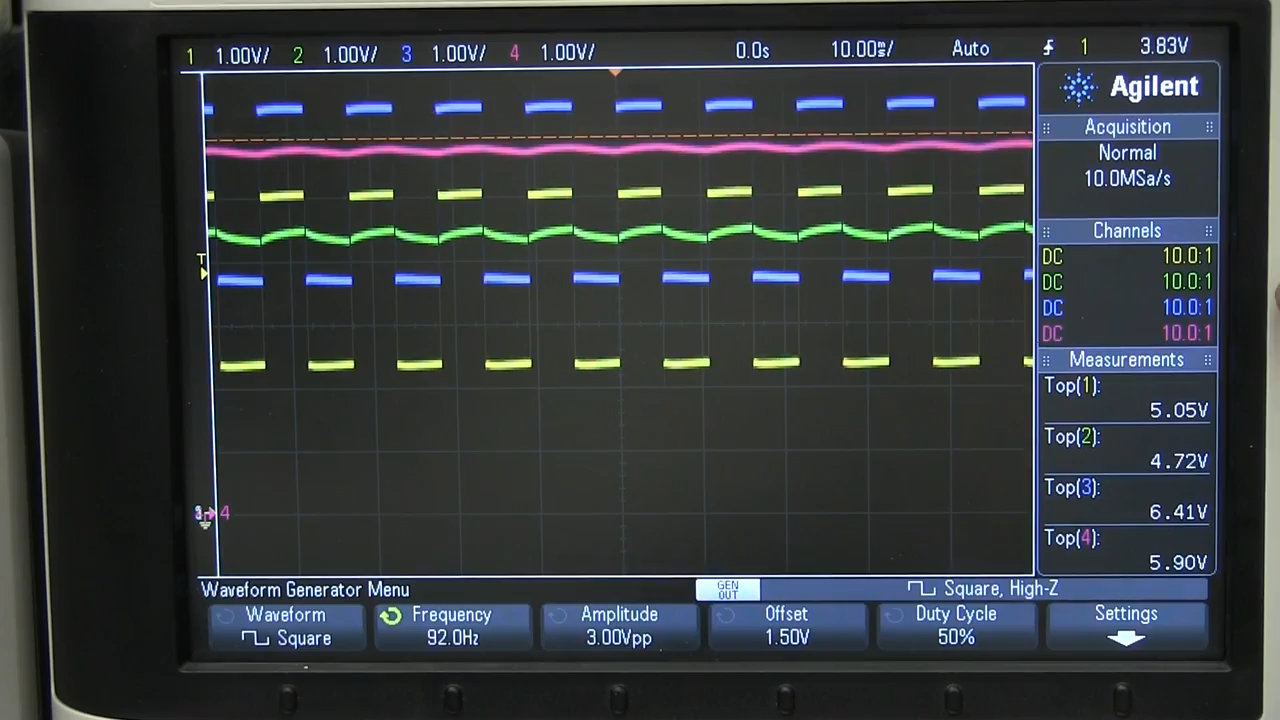 1 1.00V/ 2 1.00V/ 3 1.00V/ 4 1.00V/ 0.0s 10.00ms/ Auto 1 3.83V
Agilent
Acquisition
Normal
10.0MSa/s
Channels
DC 10.0:1
DC 10.0:1
DC 10.0:1
DC 10.0:1
Measurements
Top(1):
5.05V
Top(2):
4.72V
Top(3):
6.41V
Top(4):
5.90V
T
4
Waveform Generator Menu
GEN OUT
Square, High-Z
Waveform Frequency Amplitude Offset Duty Cycle Settings
Square 92.0Hz 3.00Vpp 1.50V 50%